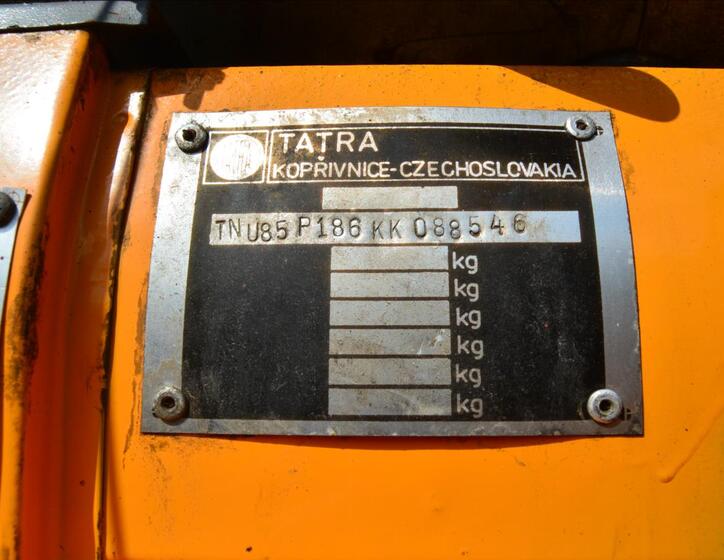 TATRA
KOPŘIVNICE-CZECHOSLOVAKIA
TNU85P186KK088546
kg
kg
kg
kg
kg
kg